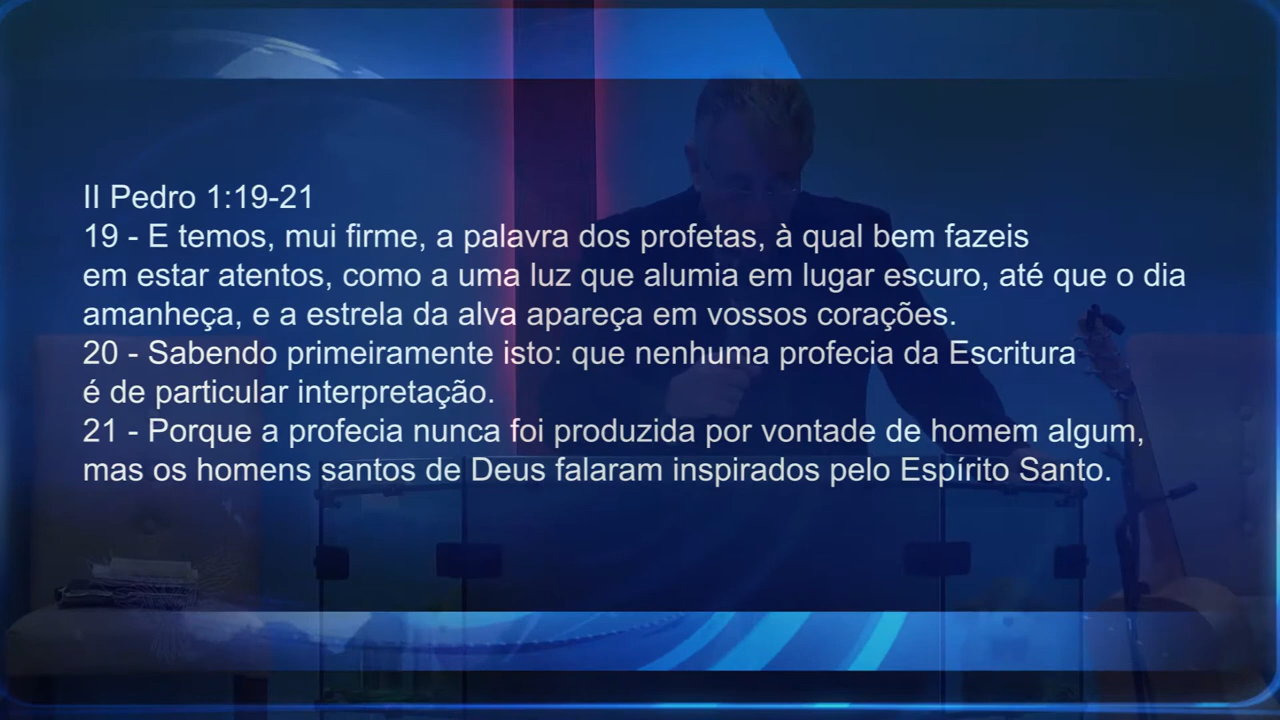 II Pedro 1:19-21
19 - E temos, mui firme, a palavra dos profetas, à qual bem fazeis
em estar atentos, como a uma luz que alumia em lugar escuro, até que o dia
amanheça, e a estrela da alva apareça em vossos corações.
20 - Sabendo primeiramente isto: que nenhuma profecia da Escritura
é de particular interpretação.
21 - Porque a profecia nunca foi produzida por vontade de homem algum,
mas os homens santos de Deus falaram inspirados pelo Espírito Santo.